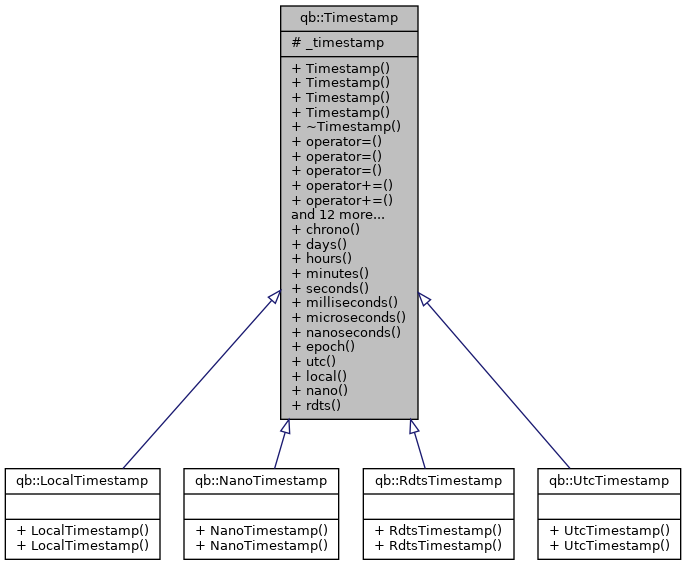 qb::Timestamp
# _timestamp
+ Timestamp()
+ Timestamp()
+ Timestamp()
+ Timestamp()
+ ~Timestamp()
+ operator=()
+ operator=()
+ operator=()
+ operator+=()
+ operator+=()
and 12 more...
+ chrono()
+ days()
+ hours()
+ minutes()
+ seconds()
+ milliseconds()
+ microseconds()
+ nanoseconds()
+ epoch()
+ utc()
+ local()
+ nano()
+ rdts()
qb::LocalTimestamp
+ LocalTimestamp()
+ LocalTimestamp()
qb::NanoTimestamp
+ NanoTimestamp()
+ NanoTimestamp()
qb::RdtsTimestamp
+ RdtsTimestamp()
+ RdtsTimestamp()
qb::UtcTimestamp
+ UtcTimestamp()
+ UtcTimestamp()